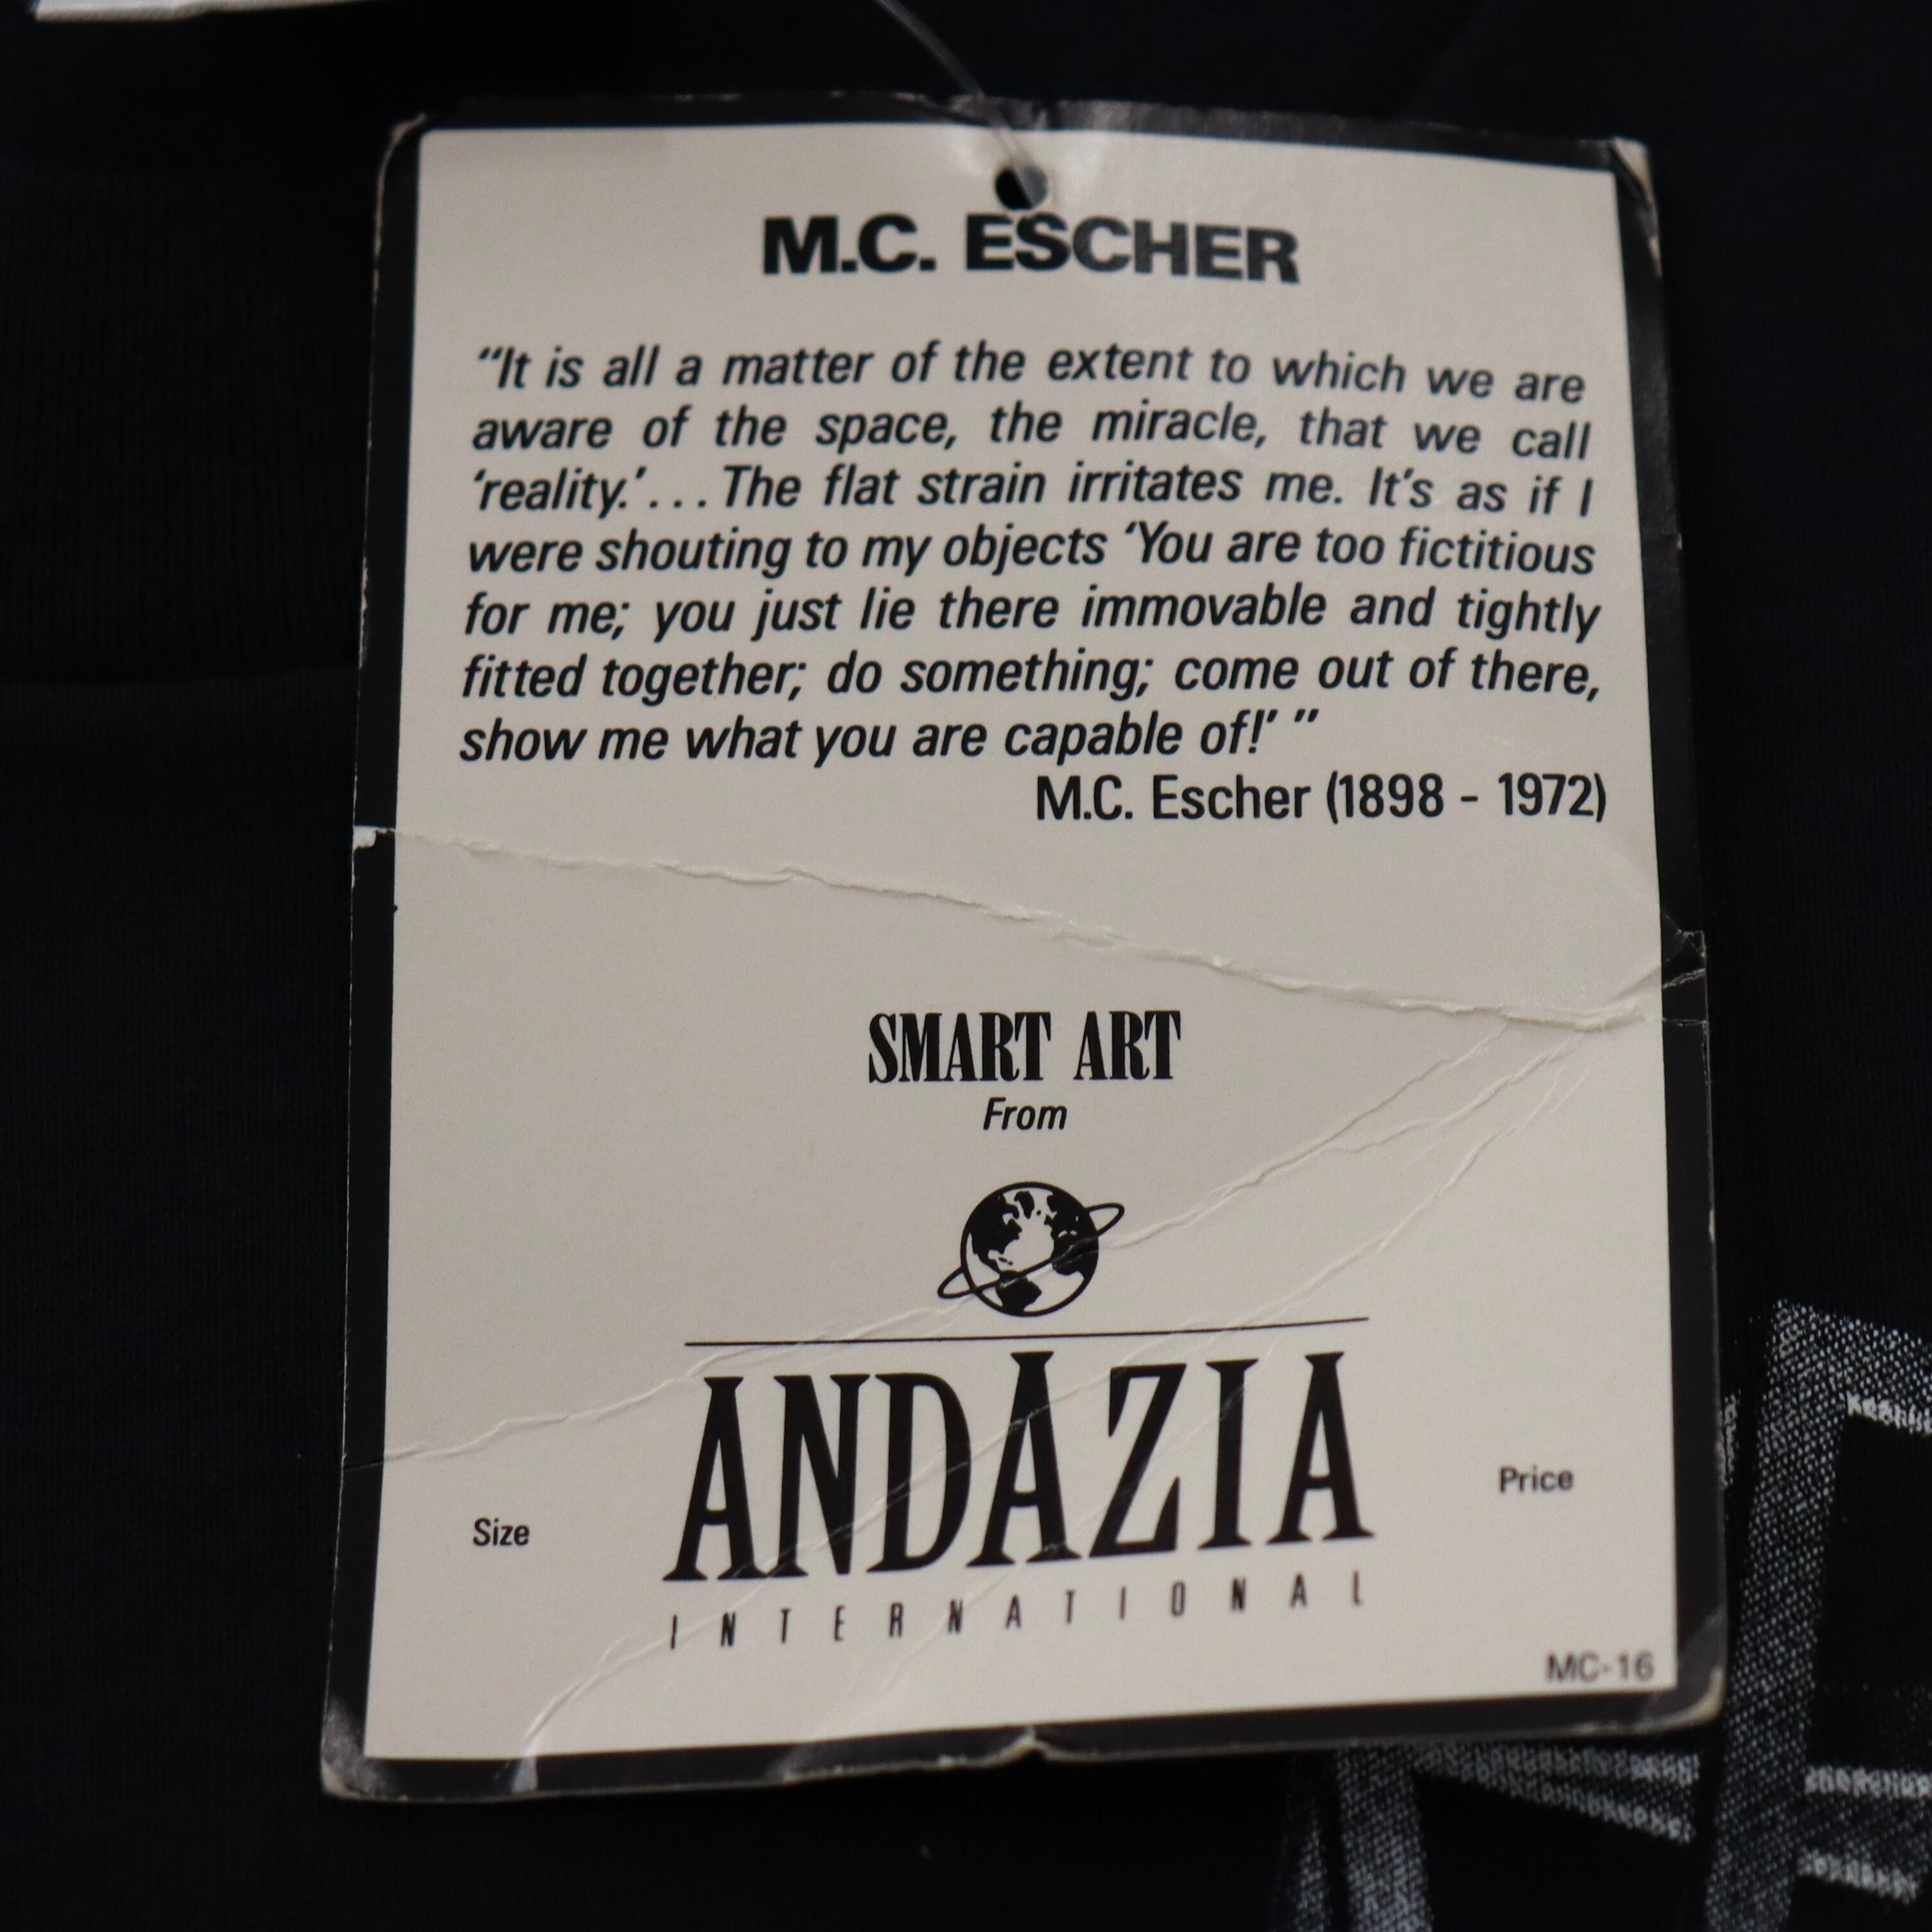 M.C. ESCHER
“It is all a matter of the extent to which we are
aware of the space, the miracle, that we call
‘reality.’...The flat strain irritates me. It’s as if I
were shouting to my objects ‘You are too fictitious
for me; you just lie there immovable and tightly
fitted together; do something; come out of there,
show me what you are capable of!’ ”
M.C. Escher (1898 - 1972)
SMART ART
From
ANDAZIA
INTERNATIONAL
Size
Price
MC-16